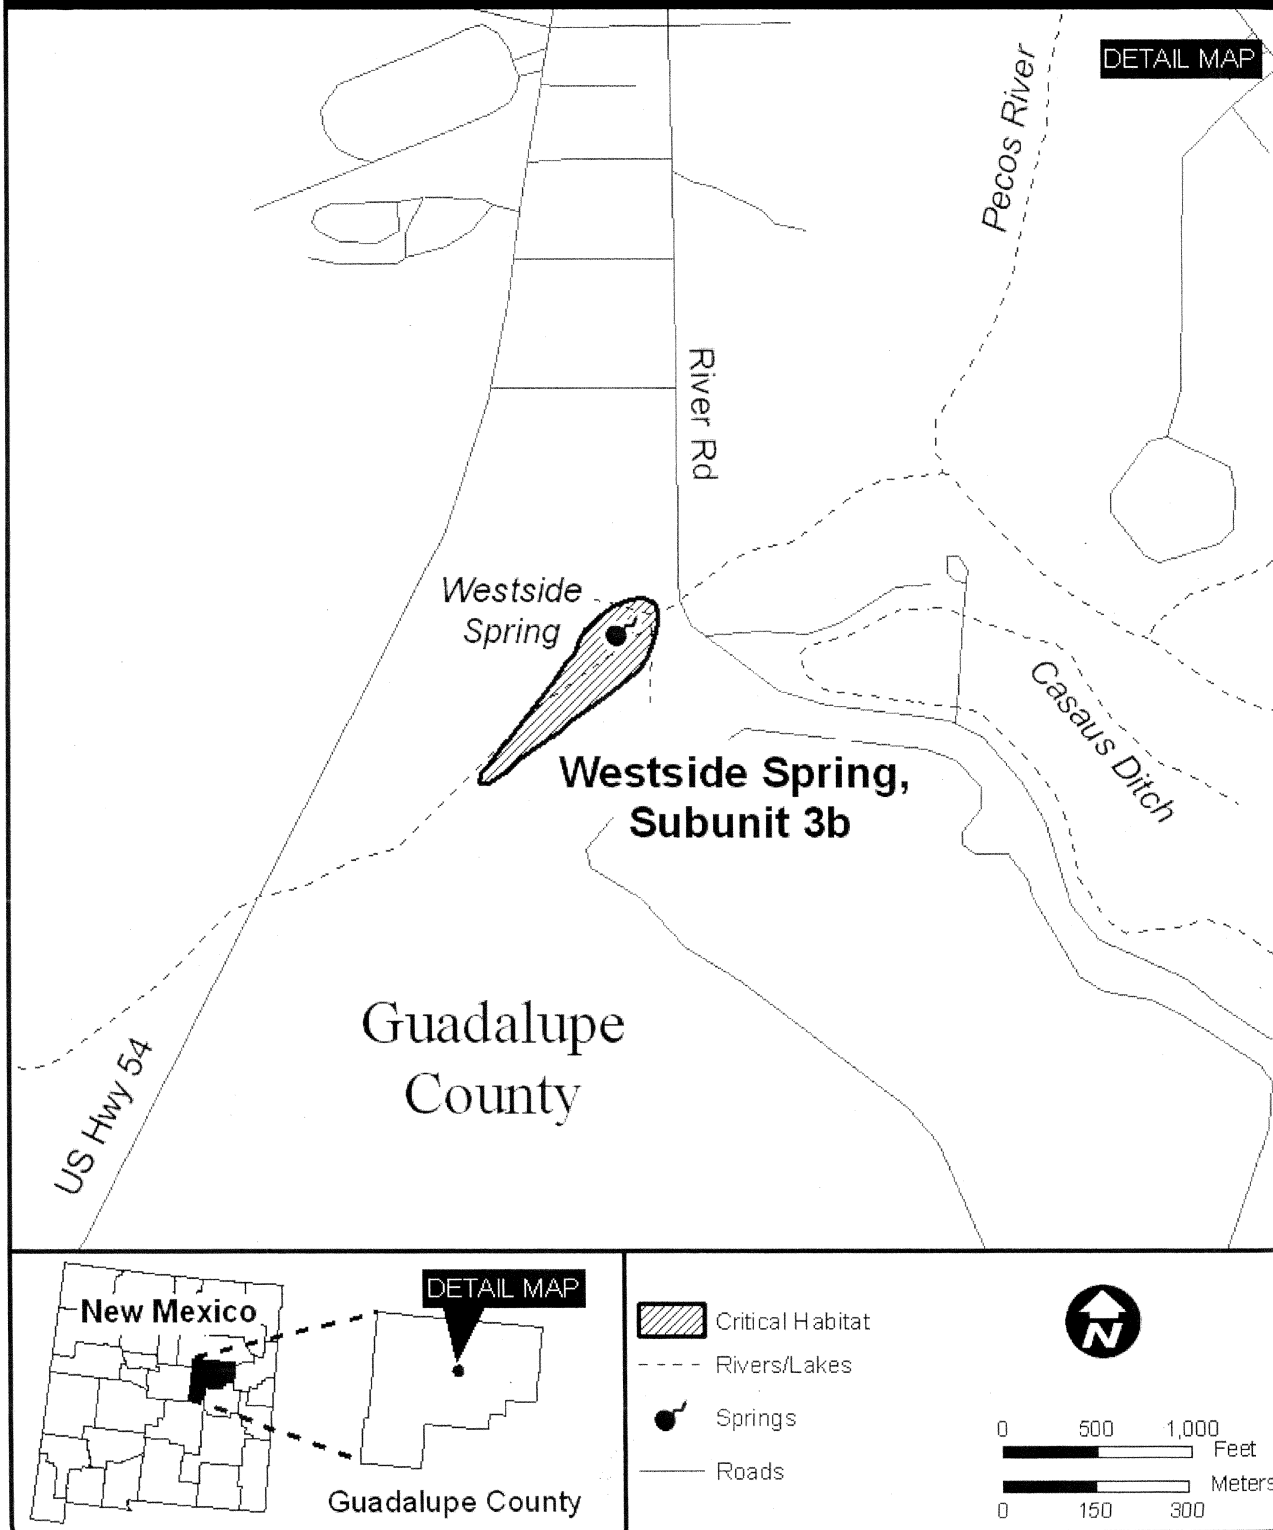 DETAIL MAP
Pecos River
River Rd
Westside
Spring
Casaus Ditch
Westside Spring,
Subunit 3b
Guadalupe
County
US Hwy 54
New Mexico
DETAIL MAP
Guadalupe County
Critical Habitat
Rivers/Lakes
Springs
Roads
N
0 500 1,000
Feet
Meters
0 150 300